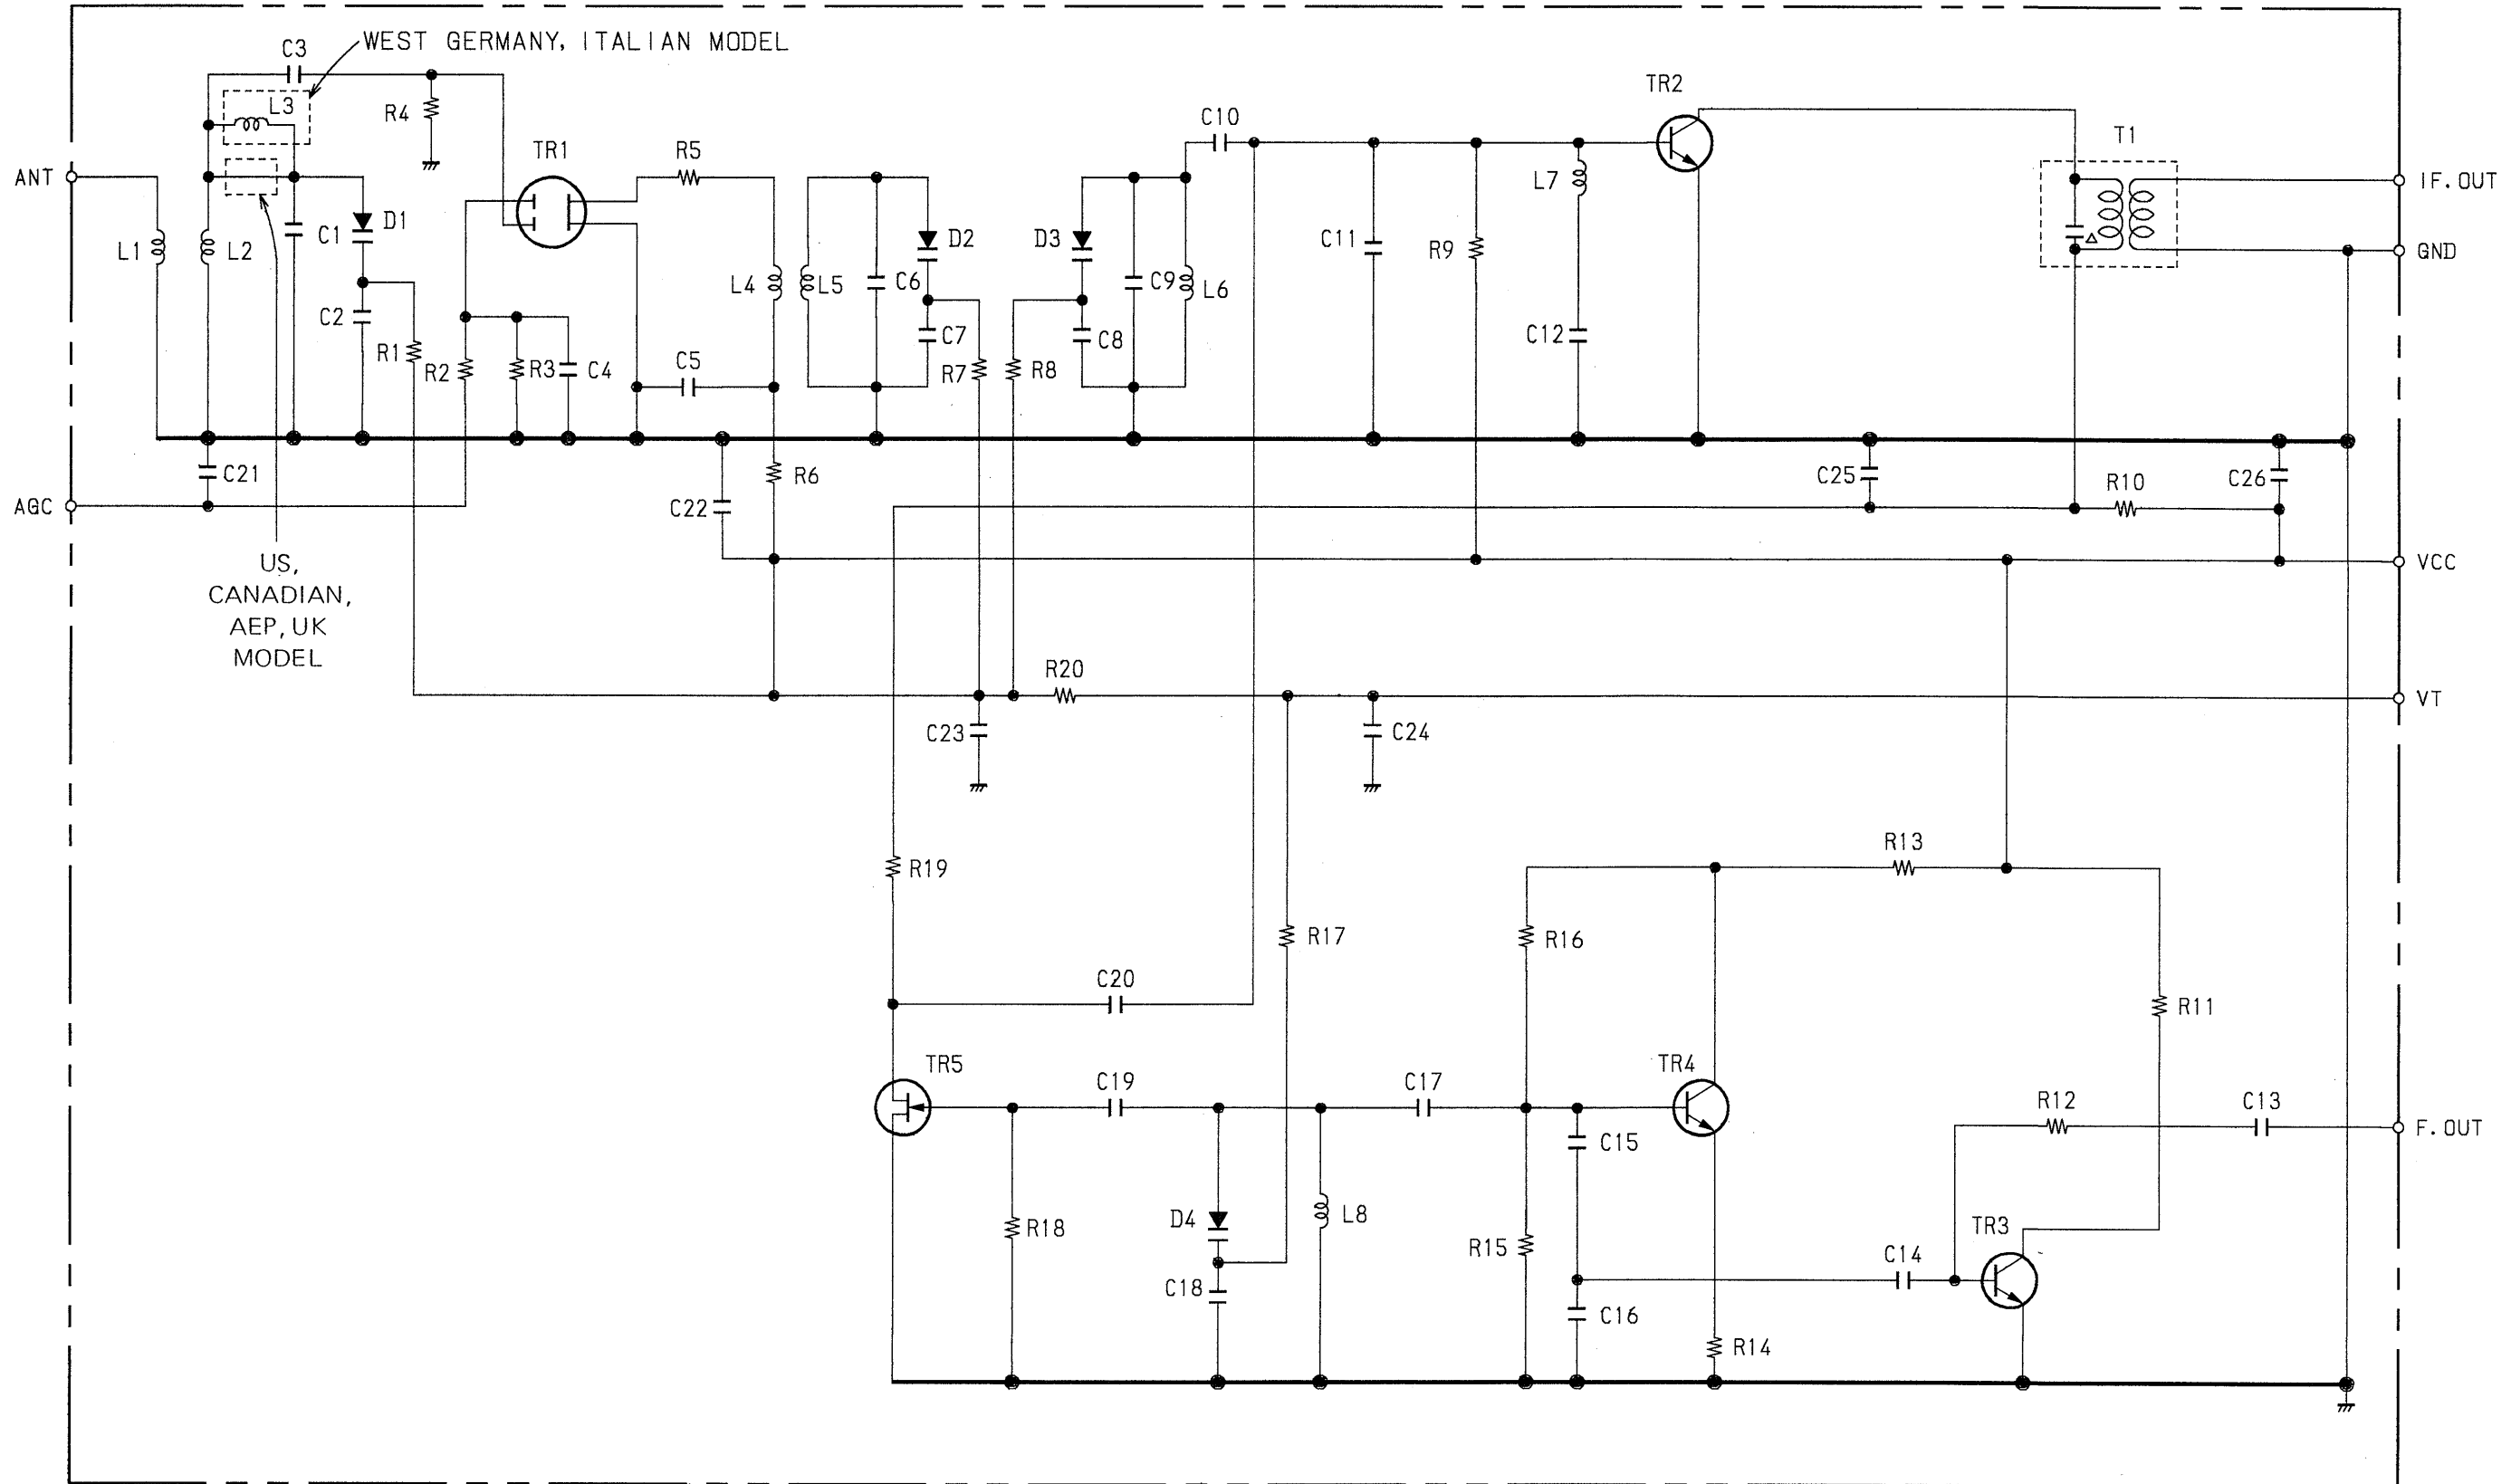 WEST GERMANY, ITALIAN MODEL
C3
L3
R4
TR2
C10
T1
TR1
R5
ANT
IF. OUT
L7
D1
C1
L1
L2
D2
D3
C11
R9
GND
L4
L5
C6
C9
L6
C2
C7
C8
C12
R1
R2
R3
C4
C5
R7
R8
C21
R6
C25
R10
C26
AGC
C22
US,
CANADIAN,
AEP, UK
MODEL
VCC
R20
VT
C23
C24
R13
R19
R17
R16
C20
R11
TR5
C19
C17
TR4
R12
C13
C15
F. OUT
R18
D4
L8
R15
TR3
C14
C18
C16
R14